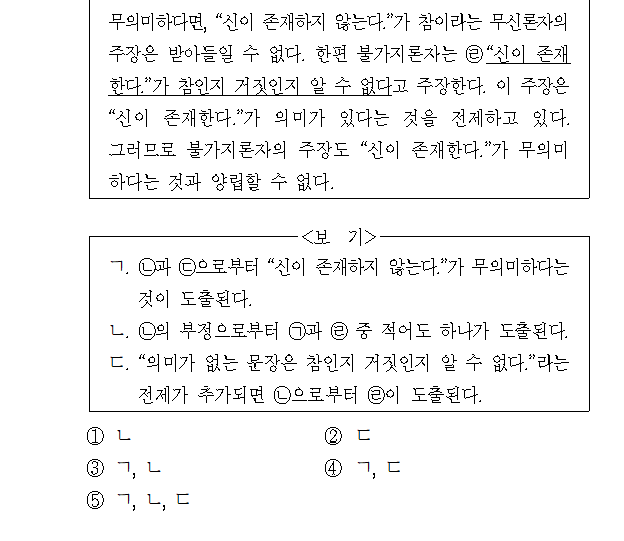 무의미하다면, “신이 존재하지 않는다.”가 참이라는 무신론자의
주장은 받아들일 수 없다. 한편 불가지론자는 ㉣“신이 존재
한다.”가 참인지 거짓인지 알 수 없다고 주장한다. 이 주장은
“신이 존재한다.”가 의미가 있다는 것을 전제하고 있다.
그러므로 불가지론자의 주장도 “신이 존재한다.”가 무의미
하다는 것과 양립할 수 없다.
<보 기>
ㄱ. ㉡과 ㉢으로부터 “신이 존재하지 않는다.”가 무의미하다는
것이 도출된다.
ㄴ. ㉡의 부정으로부터 ㉠과 ㉣ 중 적어도 하나가 도출된다.
ㄷ. “의미가 없는 문장은 참인지 거짓인지 알 수 없다.”라는
전제가 추가되면 ㉡으로부터 ㉣이 도출된다.
① ㄴ ② ㄷ
③ ㄱ, ㄴ ④ ㄱ, ㄷ
⑤ ㄱ, ㄴ, ㄷ